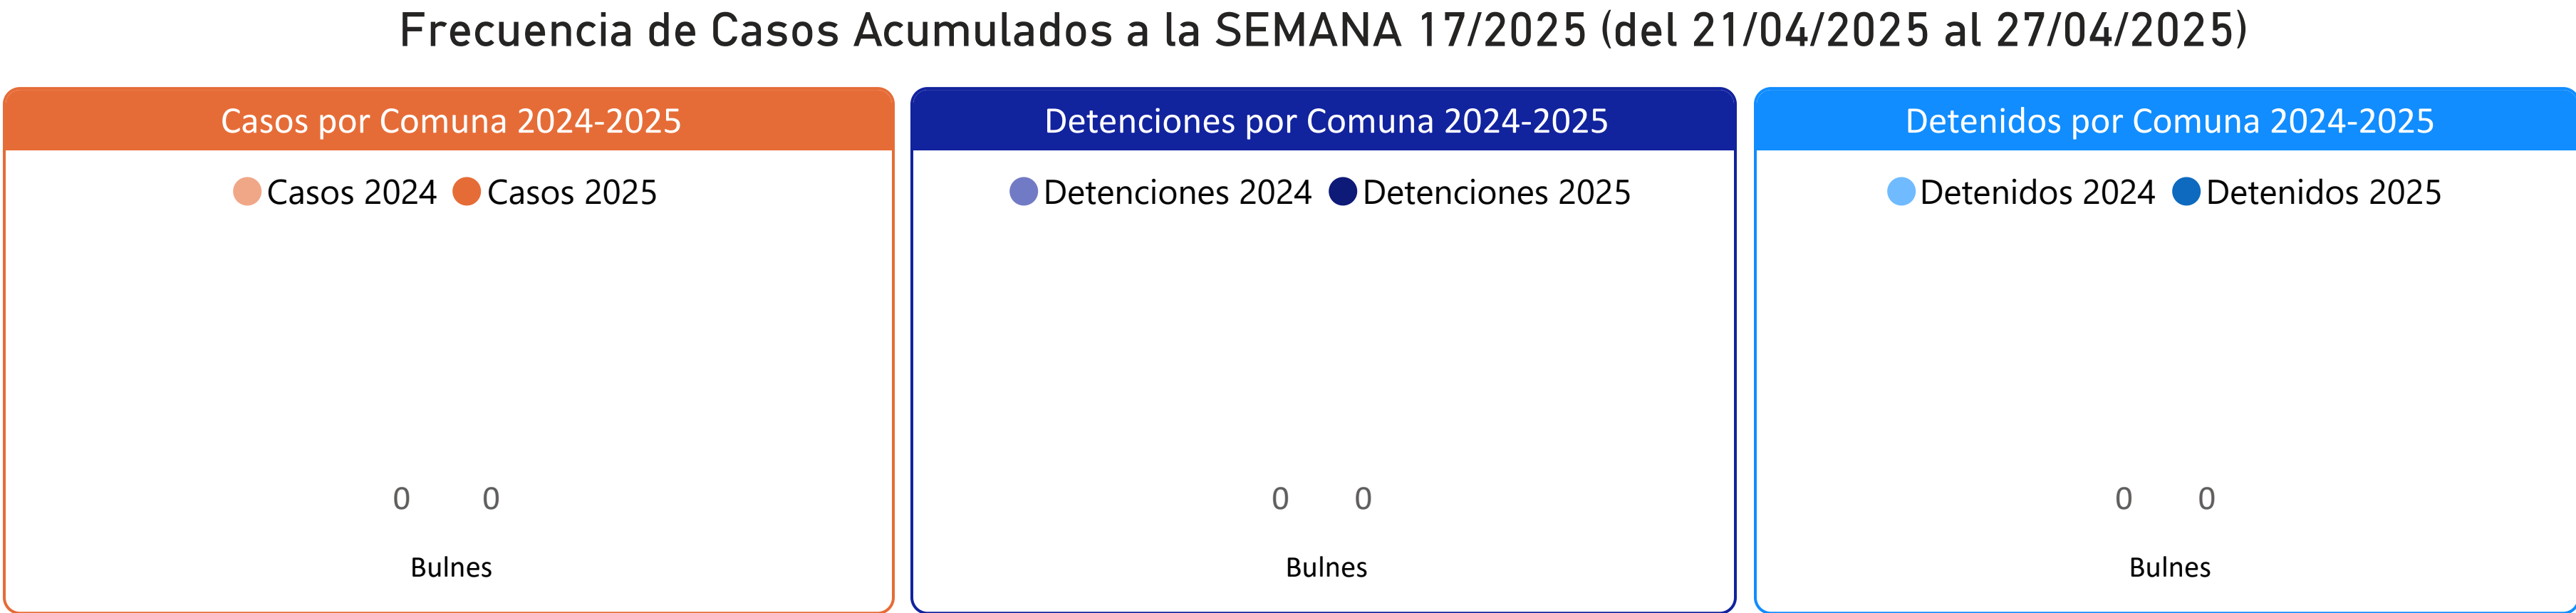 Frecuencia de Casos Acumulados a la SEMANA 17/2025 (del 21/04/2025 al 27/04/2025)
Casos por Comuna 2024-2025
Casos 2024 Casos 2025
0 0
Bulnes
Detenciones por Comuna 2024-2025
Detenciones 2024 Detenciones 2025
0 0
Bulnes
Detenidos por Comuna 2024-2025
Detenidos 2024 Detenidos 2025
0 0
Bulnes